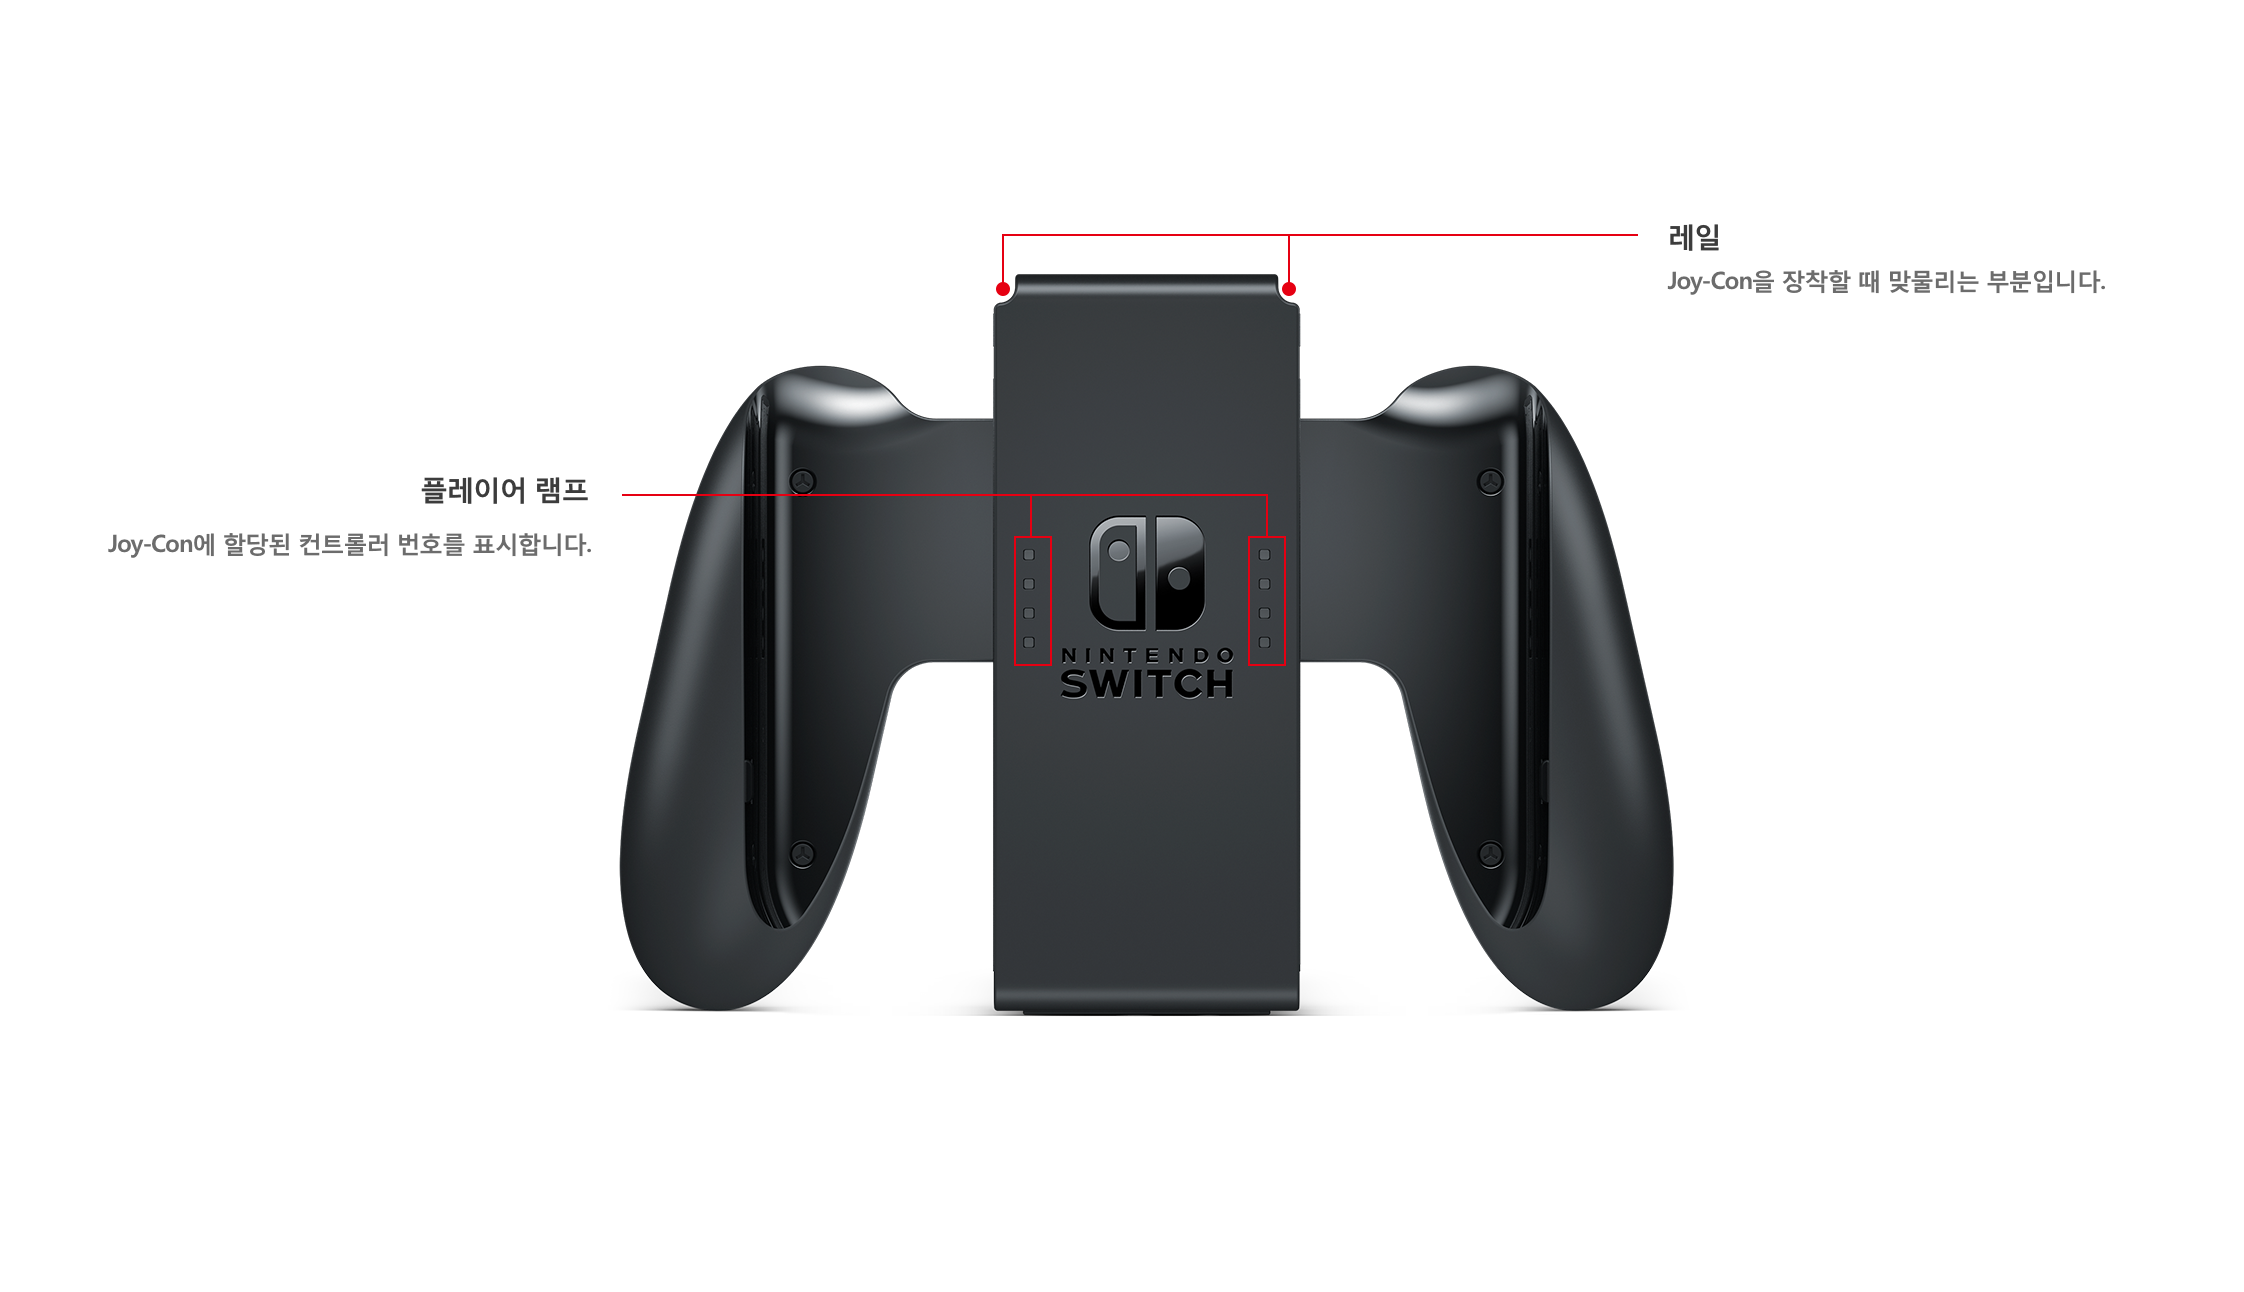 레일
Joy-Con을 장착할 때 맞물리는 부분입니다.
플레이어 램프
Joy-Con에 할당된 컨트롤러 번호를 표시합니다.
NINTENDO
SWITCH